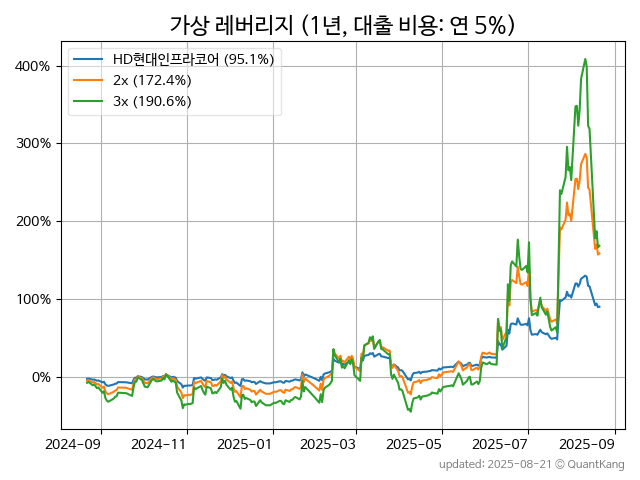 가상 레버리지 (1년, 대출 비용: 연 5%)
HD현대인프라코어 (95.1%)
2x (172.4%)
3x (190.6%)
400%
300%
200%
100%
0%
2024-09 2024-11 2025-01 2025-03 2025-05 2025-07 2025-09
updated: 2025-08-21 © QuantKang